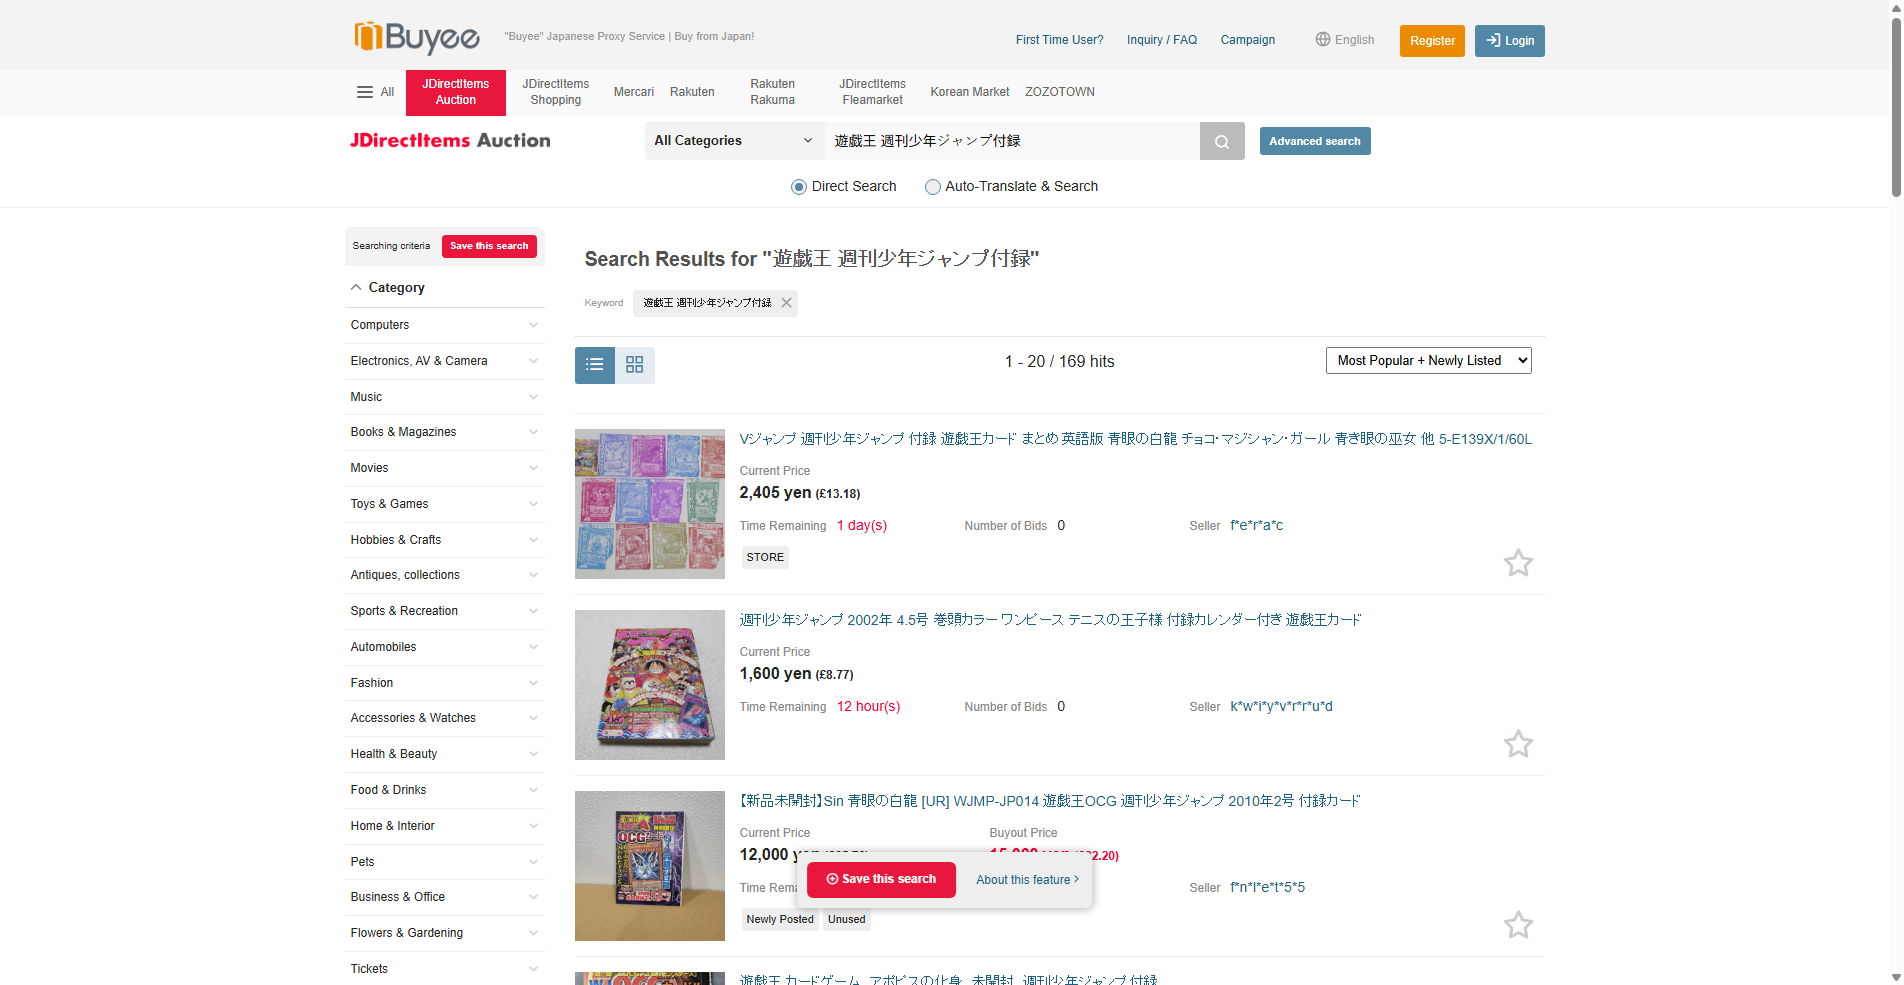 Buyee
"Buyee" Japanese Proxy Service | Buy from Japan!
First Time User?
Inquiry / FAQ
Campaign
English
Register
Login
All
JDirectItems Auction
JDirectItems Shopping
Mercari
Rakuten
Rakuten Rakuma
JDirectItems Fleamarket
Korean Market
ZOZOTOWN
JDirectItems Auction
All Categories
遊戯王 週刊少年ジャンプ付録
Advanced search
Direct Search
Auto-Translate & Search
Searching criteria
Save this search
Category
Computers
Electronics, AV & Camera
Music
Books & Magazines
Movies
Toys & Games
Hobbies & Crafts
Antiques, collections
Sports & Recreation
Automobiles
Fashion
Accessories & Watches
Health & Beauty
Food & Drinks
Home & Interior
Pets
Business & Office
Flowers & Gardening
Tickets
Search Results for "遊戯王 週刊少年ジャンプ付録"
Keyword 遊戯王 週刊少年ジャンプ付録
1 - 20 / 169 hits
Most Popular + Newly Listed
Vジャンプ 週刊少年ジャンプ 付録 遊戯王カード まとめ 英語版 青眼の白龍 チョコ・マジシャン・ガール 青き眼の巫女 他 5-E139X/1/60L
Current Price
2,405 yen (£13.18)
Time Remaining 1 day(s) Number of Bids 0 Seller f*e*r*a*c
STORE
週刊少年ジャンプ 2002年 4.5号 巻頭カラー ワンピース テニスの王子様 付録カレンダー付き 遊戯王カード
Current Price
1,600 yen (£8.77)
Time Remaining 12 hour(s) Number of Bids 0 Seller k*w*i*y*v*r*r*u*d
【新品未開封】Sin 青眼の白龍 [UR] WJMP-JP014 遊戯王OCG 週刊少年ジャンプ 2010年2号 付録カード
Current Price Buyout Price
12,000
Seller f*n*l*e*t*5*5
Save this search
About this feature
Newly Posted Unused
遊戯王 カードゲーム アポピスの化身 未開封 週刊少年ジャンプ 付録